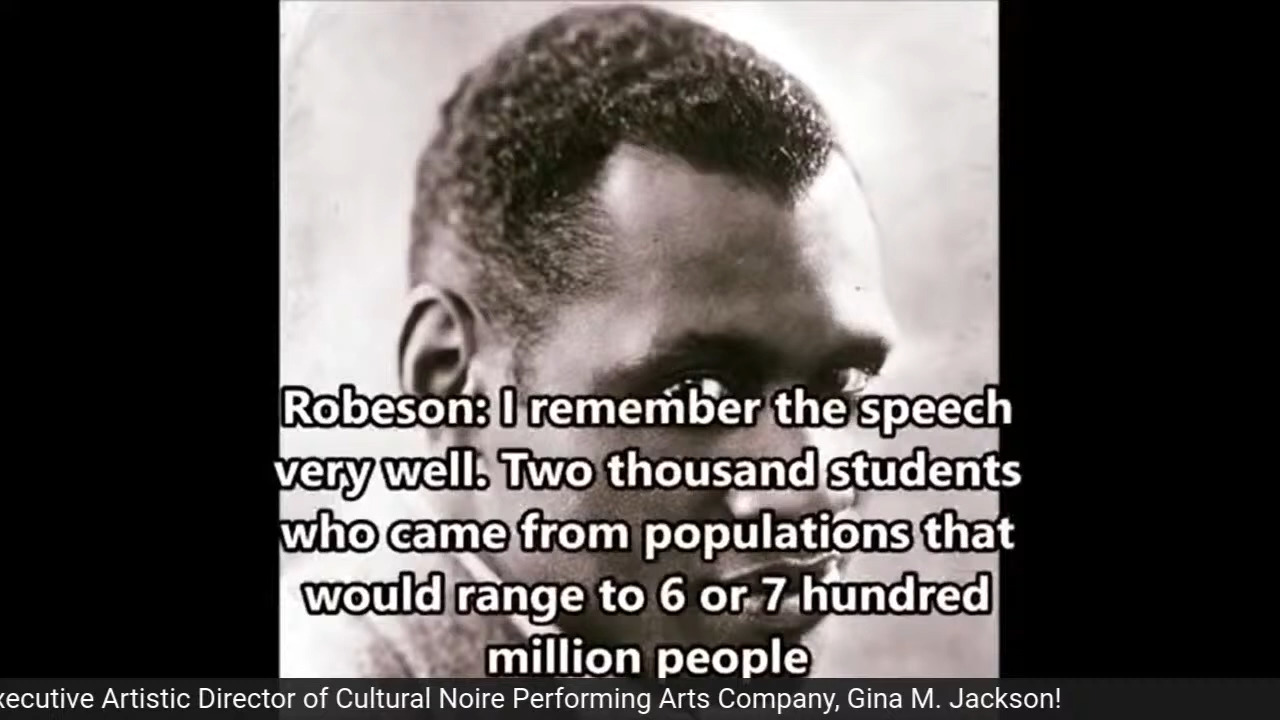 Robeson: I remember the speech
very well. Two thousand students
who came from populations that
would range to 6 or 7 hundred
million people
xecutive Artistic Director of Cultural Noire Performing Arts Company, Gina M. Jackson!